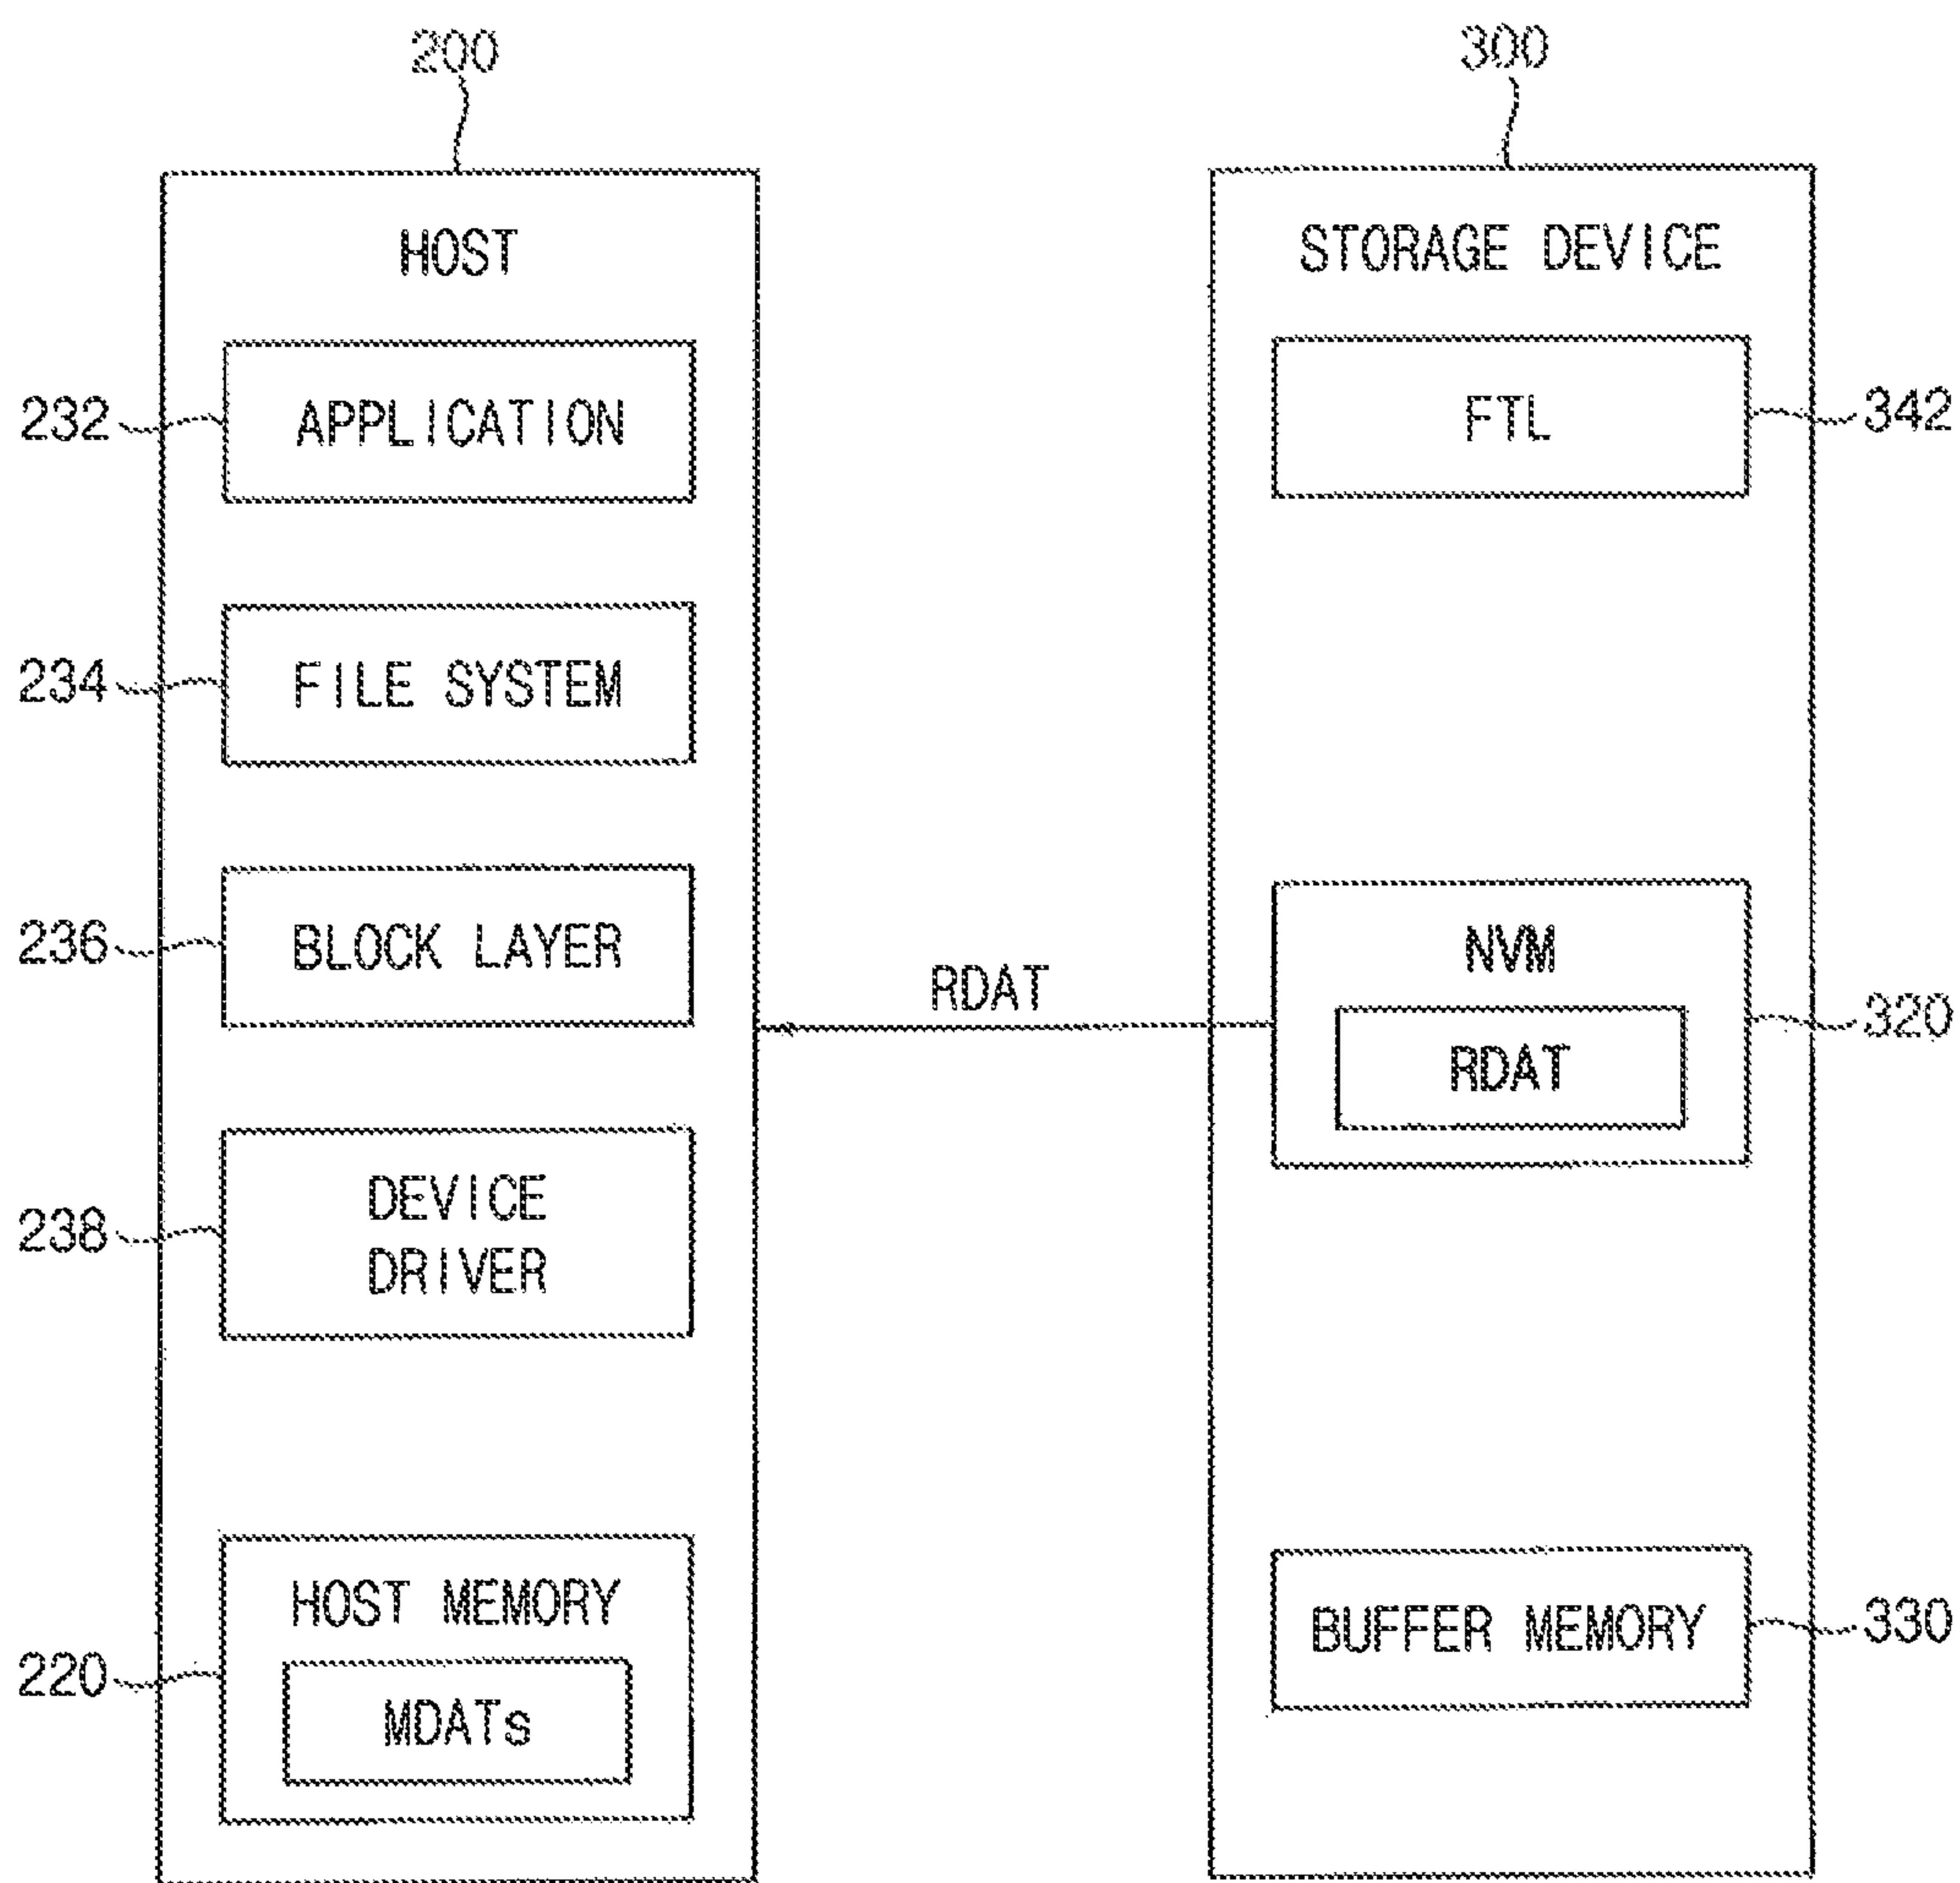 200
HOST
232
APPLICATION
234
FILE SYSTEM
236
BLOCK LAYER
238
DEVICE
DRIVER
220
HOST MEMORY
MDATs
RDAT
300
STORAGE DEVICE
FTL
342
NVM
RDAT
320
BUFFER MEMORY
330